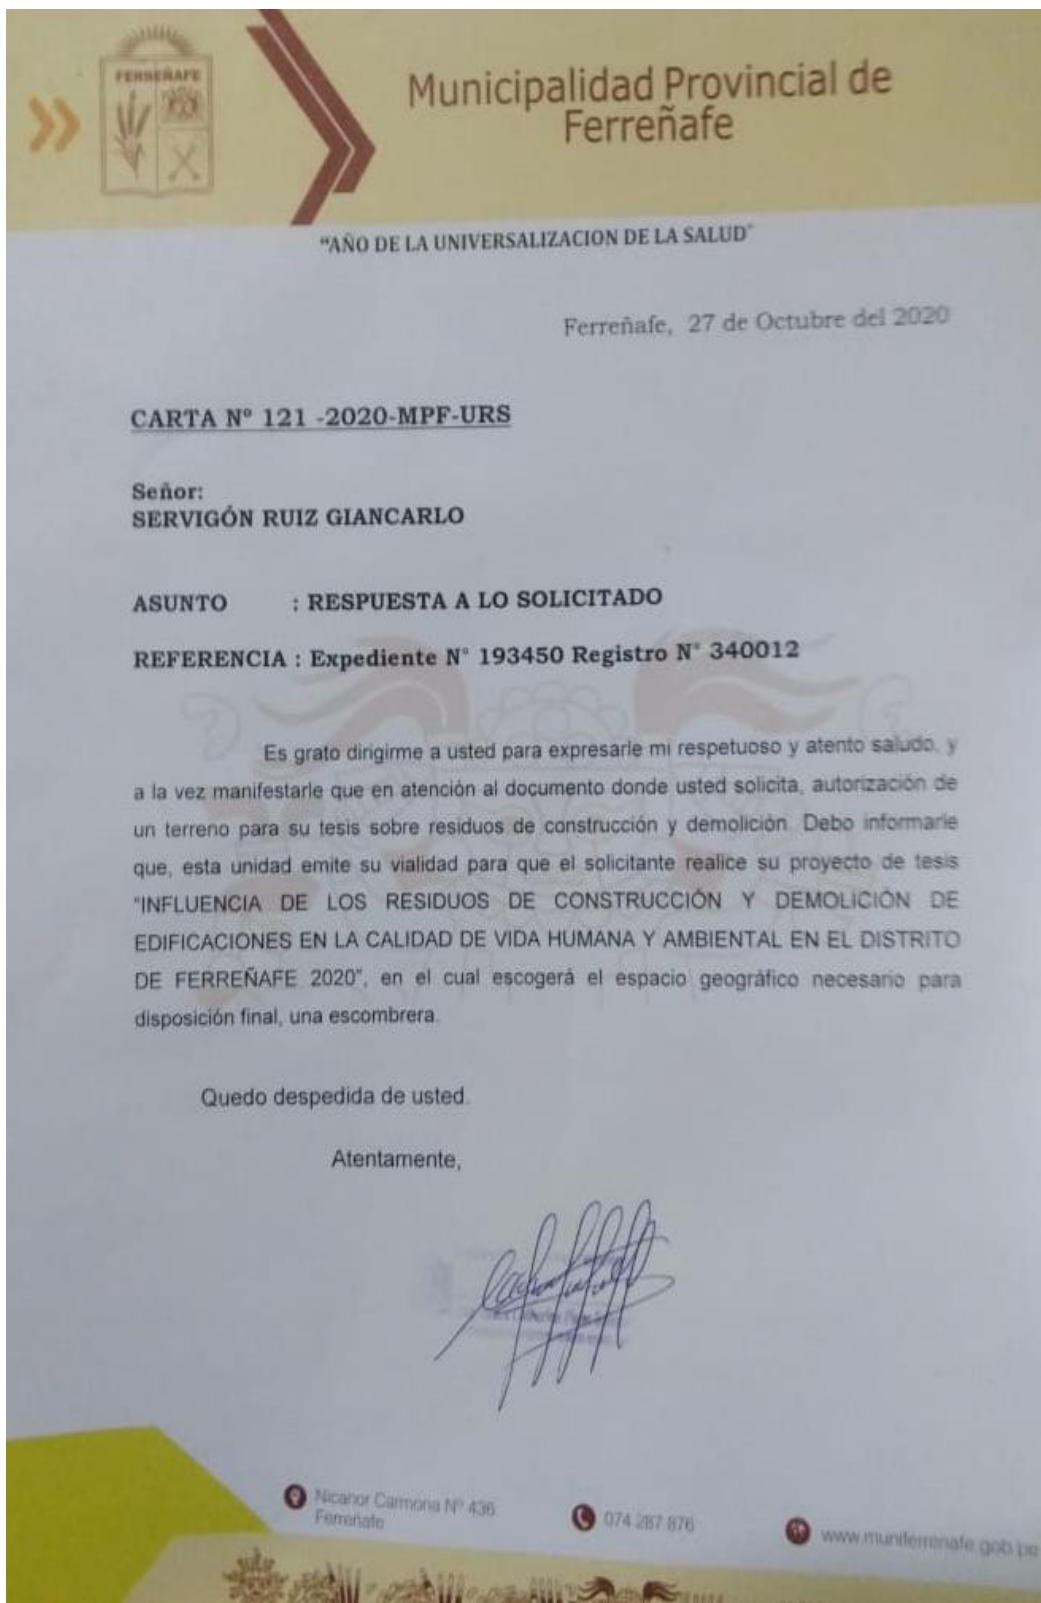 FERREÑAFE
Municipalidad Provincial de
Ferreñafe
"AÑO DE LA UNIVERSALIZACION DE LA SALUD"
Ferreñafe, 27 de Octubre del 2020
CARTA Nº 121 -2020-MPF-URS
Señor:
SERVIGÓN RUIZ GIANCARLO
ASUNTO : RESPUESTA A LO SOLICITADO
REFERENCIA : Expediente N° 193450 Registro N° 340012
Es grato dirigirme a usted para expresarle mi respetuoso y atento saludo, y
a la vez manifestarle que en atención al documento donde usted solicita, autorización de
un terreno para su tesis sobre residuos de construcción y demolición. Debo informarle
que, esta unidad emite su vialidad para que el solicitante realice su proyecto de tesis
"INFLUENCIA DE LOS RESIDUOS DE CONSTRUCCIÓN Y DEMOLICIÓN DE
EDIFICACIONES EN LA CALIDAD DE VIDA HUMANA Y AMBIENTAL EN EL DISTRITO
DE FERREÑAFE 2020", en el cual escogerá el espacio geográfico necesario para
disposición final, una escombrera.
Quedo despedida de usted.
Atentamente,
Nicanor Carmona Nº 436
Ferreñafe
074 287 876
www.muniferrenafe.gob.pe